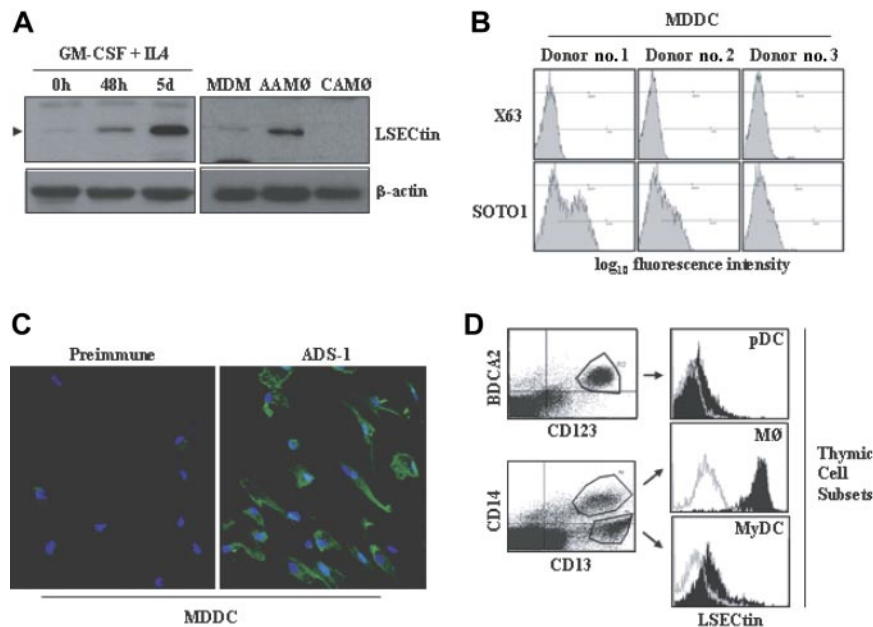 A
GM-CSF + IL4
0h 48h 5d
MDM AAMØ CAMØ
LSECtin
β-actin
B
MDDC
Donor no. 1 Donor no. 2 Donor no. 3
X63
SOTO1
log₁₀ fluorescence intensity
C
Preimmune ADS-1
MDDC
D
BDCA2
CD123
pDC
CD14
CD13
MØ
MyDC
LSECtin
Thymic
Cell
Subsets